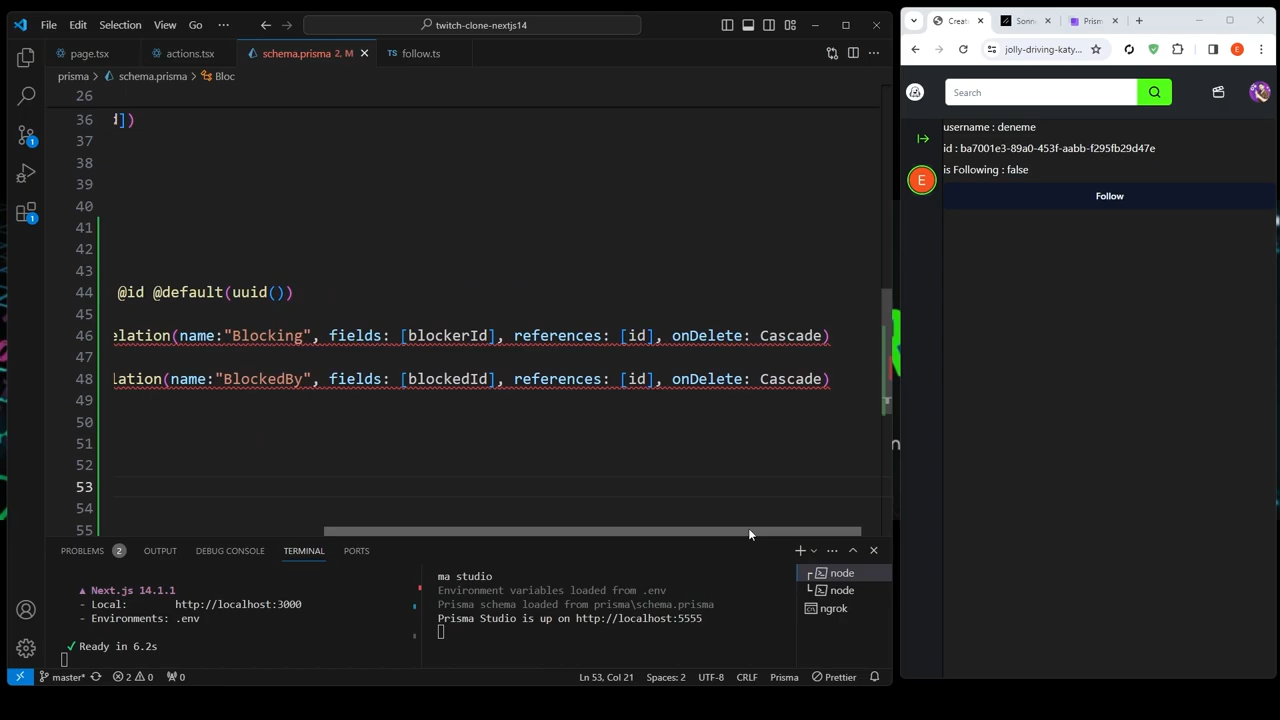 File Edit Selection View Go ···
twitch-clone-nextjs14
page.tsx
actions.tsx
schema.prisma 2, M
follow.ts
prisma > schema.prisma > Bloc
26
36 d])
37
38
39
40
41
42
43
44 @id @default(uuid())
45
46 elation(name:"Blocking", fields: [blockerId], references: [id], onDelete: Cascade)
47
48 lation(name:"BlockedBy", fields: [blockedId], references: [id], onDelete: Cascade)
49
50
51
52
53
54
55
PROBLEMS 2 OUTPUT DEBUG CONSOLE TERMINAL PORTS
▲ Next.js 14.1.1
- Local: http://localhost:3000
- Environments: .env
✓ Ready in 6.2s
ma studio
Environment variables loaded from .env
Prisma schema loaded from prisma\schema.prisma
Prisma Studio is up on http://localhost:5555
node
node
ngrok
master* 2 0 0
Ln 53, Col 21 Spaces: 2 UTF-8 CRLF Prisma Prettier
Create
Sonn
Prism
jolly-driving-katy...
E
Search
username : deneme
id : ba7001e3-89a0-453f-aabb-f295fb29d47e
E
is Following : false
Follow